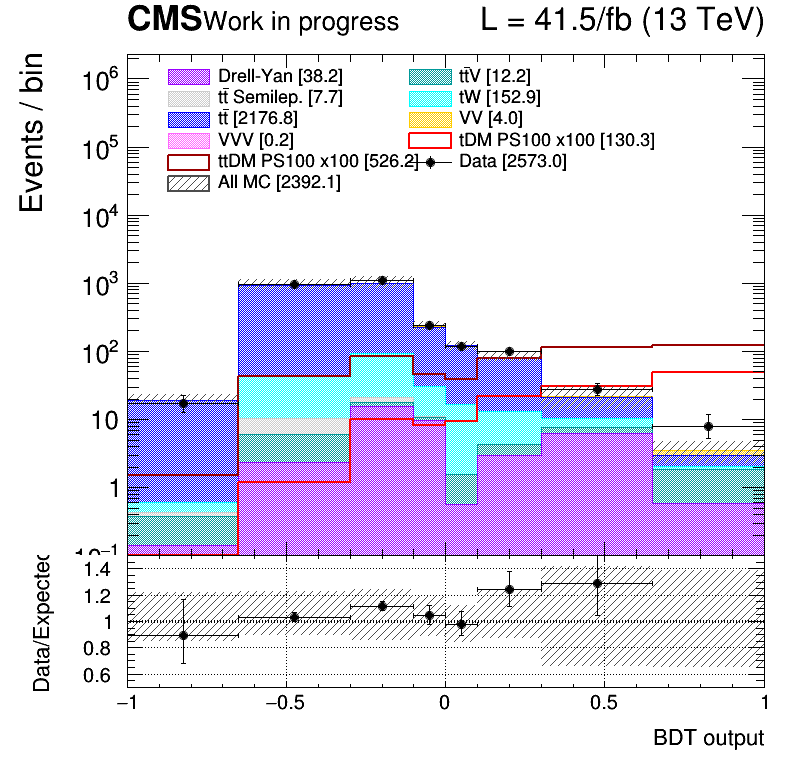 CMS Work in progress L = 41.5/fb (13 TeV)
Events / bin
Drell-Yan [38.2] tt̄V [12.2]
tt̄ Semilep. [7.7] tW [152.9]
tt̄ [2176.8] VV [4.0]
VVV [0.2] tDM PS100 x100 [130.3]
ttDM PS100 x100 [526.2] Data [2573.0]
All MC [2392.1]
10⁶
10⁵
10⁴
10³
10²
10
1
10⁻¹
Data/Expected
1.4
1.2
1
0.8
0.6
−1 −0.5 0 0.5 1
BDT output